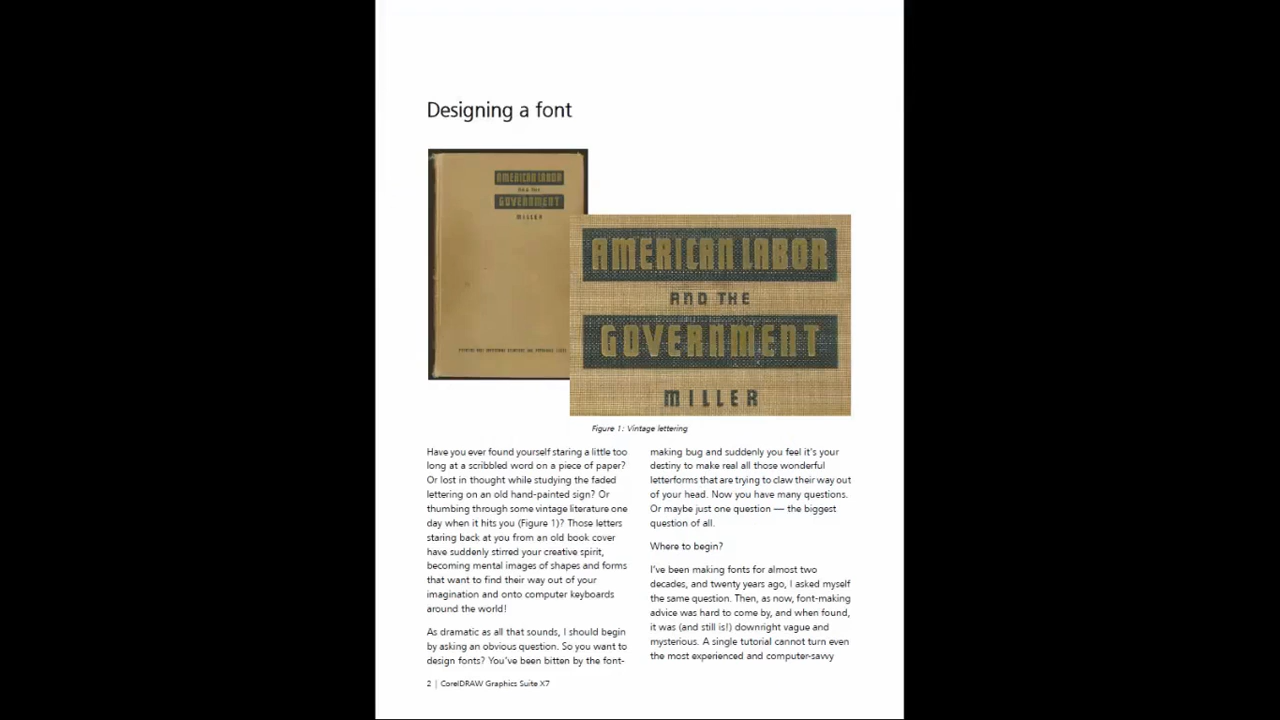 Designing a font
AMERICAN LABOR
AND THE
GOVERNMENT
MILLER
AMERICAN LABOR
AND THE
GOVERNMENT
MILLER
Figure 1: Vintage lettering
Have you ever found yourself staring a little too
long at a scribbled word on a piece of paper?
Or lost in thought while studying the faded
lettering on an old hand-painted sign? Or
thumbing through some vintage literature one
day when it hits you (Figure 1)? Those letters
staring back at you from an old book cover
have suddenly stirred your creative spirit,
becoming mental images of shapes and forms
that want to find their way out of your
imagination and onto computer keyboards
around the world!
As dramatic as all that sounds, I should begin
by asking an obvious question. So you want to
design fonts? You've been bitten by the font-
making bug and suddenly you feel it's your
destiny to make real all those wonderful
letterforms that are trying to claw their way out
of your head. Now you have many questions.
Or maybe just one question — the biggest
question of all.
Where to begin?
I've been making fonts for almost two
decades, and twenty years ago, I asked myself
the same question. Then, as now, font-making
advice was hard to come by, and when found,
it was (and still is!) downright vague and
mysterious. A single tutorial cannot turn even
the most experienced and computer-savvy
2 | CorelDRAW Graphics Suite X7